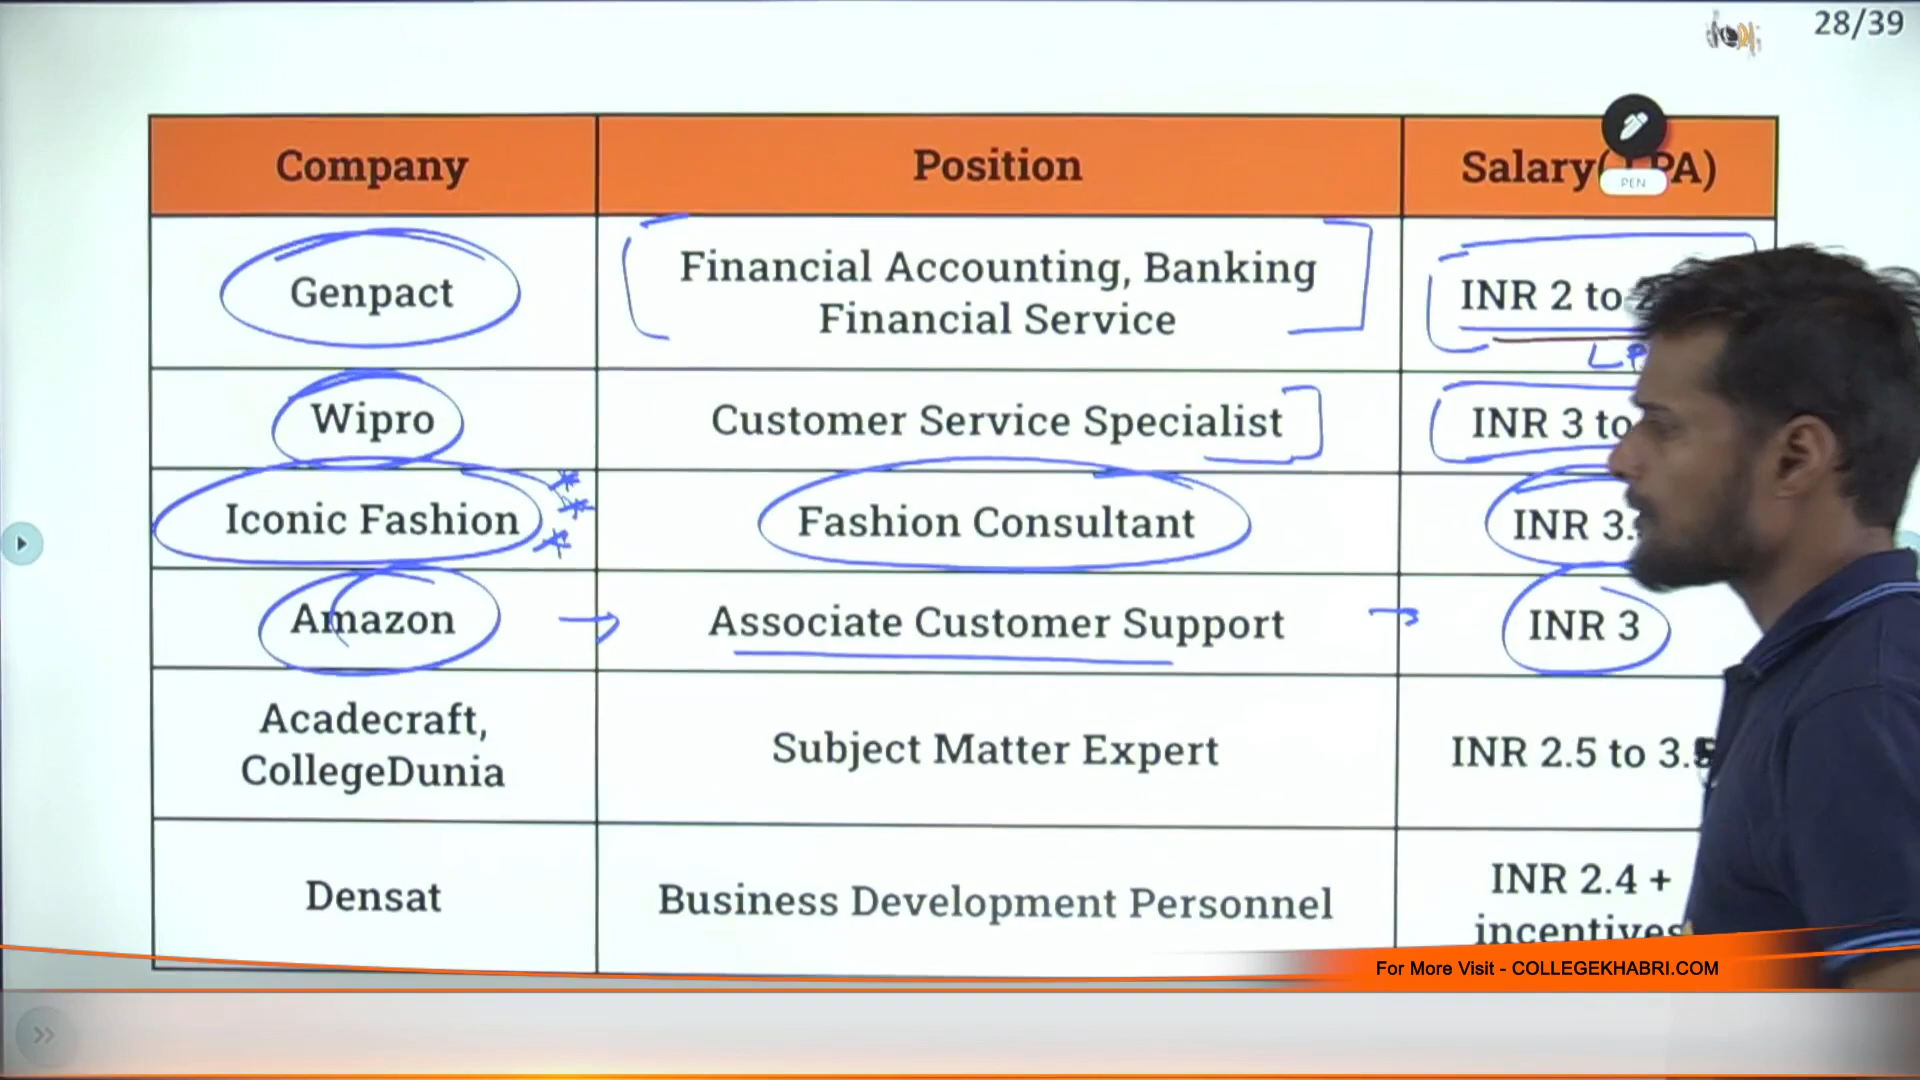 28/39
Company Position Salary(
PEN
Genpact Financial Accounting, Banking INR 2 to
Financial Service
Wipro Customer Service Specialist INR 3 to
Iconic Fashion Fashion Consultant INR 3.
Amazon Associate Customer Support INR 3
Acadecraft, Subject Matter Expert INR 2.5 to
CollegeDunia
Densat Business Development Personnel INR 2.4 +
incentives
For More Visit - COLLEGEKHABRI.COM